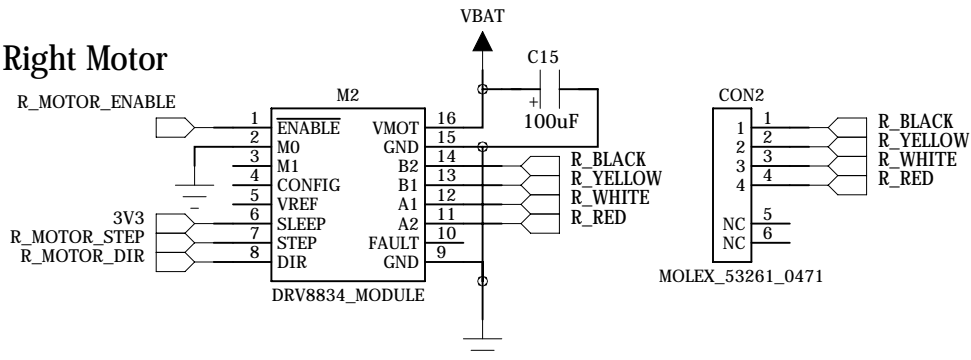 VBAT
Right Motor
C15
+
100uF
R_MOTOR_ENABLE
M2
CON2
1 ENABLE VMOT 16
2 M0 GND 15
3 M1 B2 14 R_BLACK
4 CONFIG B1 13 R_YELLOW
5 VREF A1 12 R_WHITE
3V3 6 SLEEP A2 11 R_RED
R_MOTOR_STEP 7 STEP FAULT 10
R_MOTOR_DIR 8 DIR GND 9
DRV8834_MODULE
1 1 R_BLACK
2 2 R_YELLOW
3 3 R_WHITE
4 4 R_RED
NC 5
NC 6
MOLEX_53261_0471